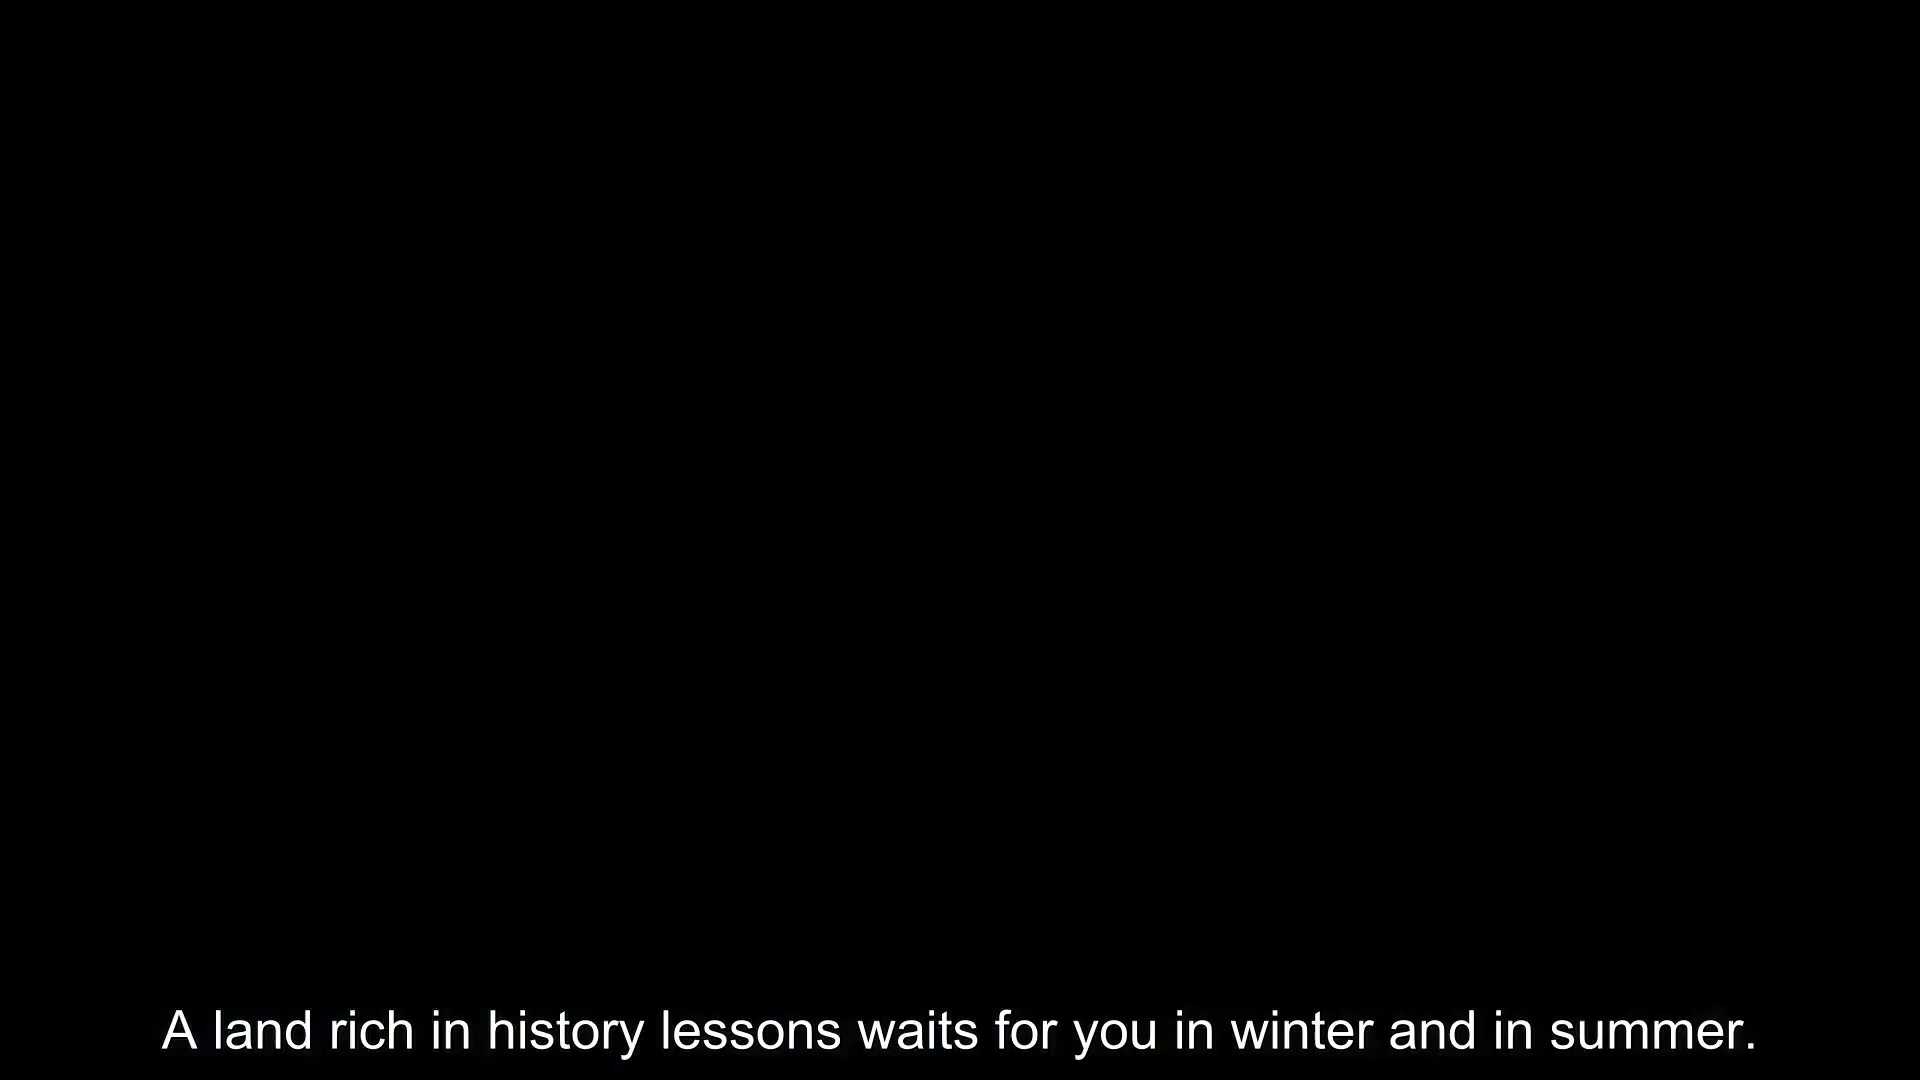 A land rich in history lessons waits for you in winter and in summer.